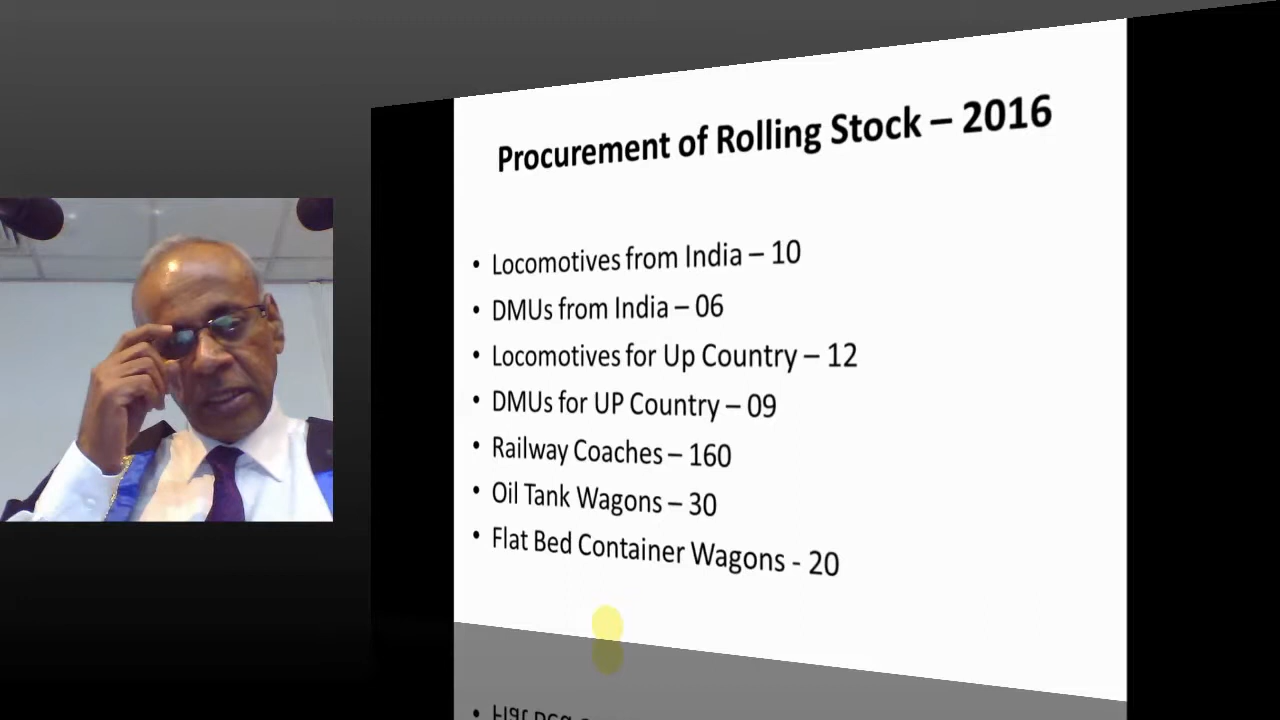 Procurement of Rolling Stock – 2016
• Locomotives from India – 10
• DMUs from India – 06
• Locomotives for Up Country – 12
• DMUs for UP Country – 09
• Railway Coaches – 160
• Oil Tank Wagons – 30
• Flat Bed Container Wagons - 20